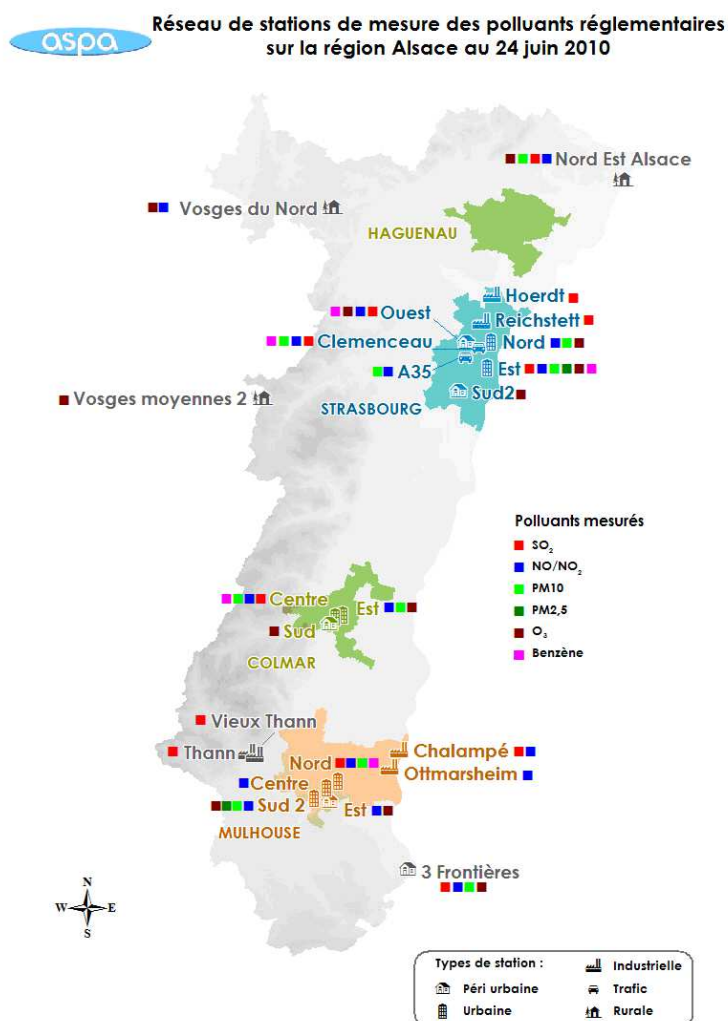 aspa
Réseau de stations de mesure des polluants réglementaires
sur la région Alsace au 24 juin 2010
Nord Est Alsace
Vosges du Nord
HAGUENAU
Hoerdt
Ouest
Reichstett
Clemenceau
Nord
A35
Est
Vosges moyennes 2
Sud2
STRASBOURG
Polluants mesurés
SO2
NO/NO2
PM10
PM2,5
O3
Benzène
Centre
Est
Sud
COLMAR
Vieux Thann
Thann
Chalampé
Nord
Ottmarsheim
Centre
Sud 2
Est
MULHOUSE
3 Frontières
N
W E
S
Types de station :
Industrielle
Péri urbaine
Trafic
Urbaine
Rurale